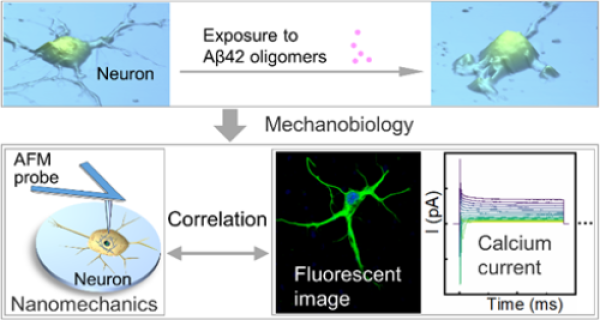 Exposure to
Aβ42 oligomers
Neuron
Mechanobiology
AFM
probe
Correlation
Neuron
Nanomechanics
Fluorescent
image
I (pA)
Calcium
current
Time (ms)
...